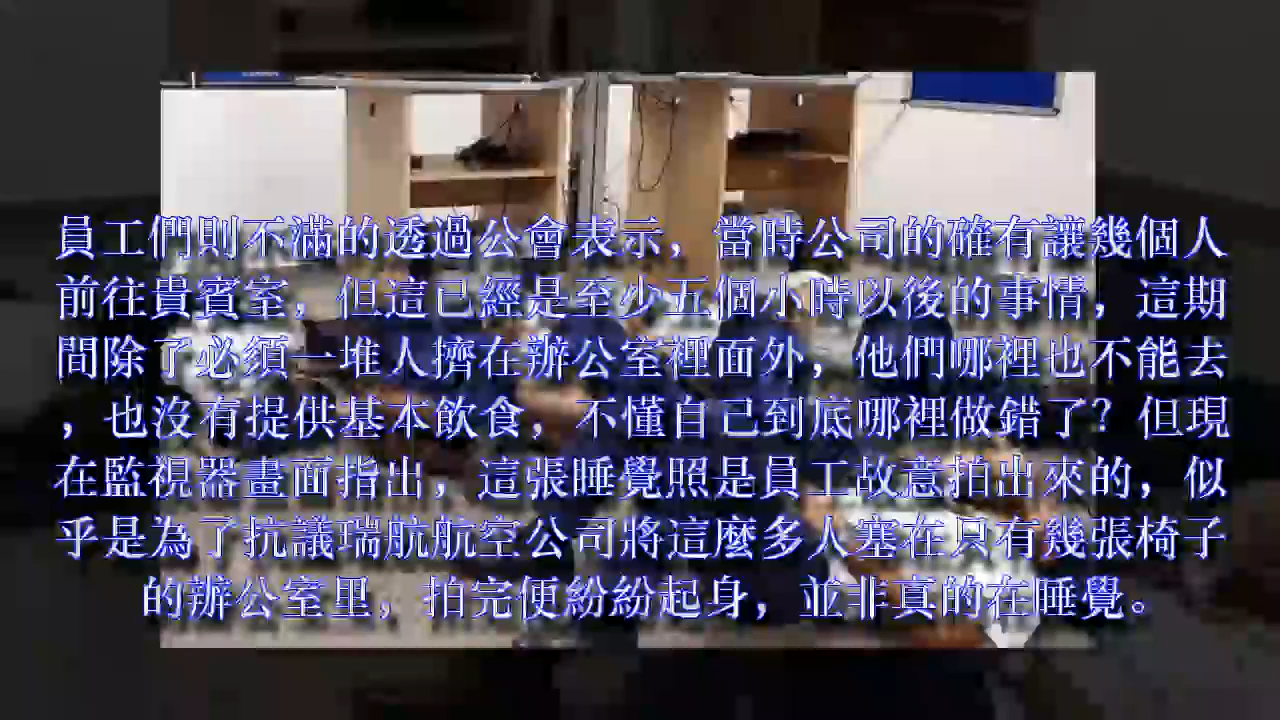 員工們則不滿的透過公會表示，當時公司的確有讓幾個人
前往貴賓室，但這已經是至少五個小時以後的事情，這期
間除了必須一堆人擠在辦公室裡面外，他們哪裡也不能去
，也沒有提供基本飲食，不懂自己到底哪裡做錯了？但現
在監視器畫面指出，這張睡覺照是員工故意拍出來的，似
乎是為了抗議瑞航航空公司將這麼多人塞在只有幾張椅子
的辦公室里，拍完便紛紛起身，並非真的在睡覺。